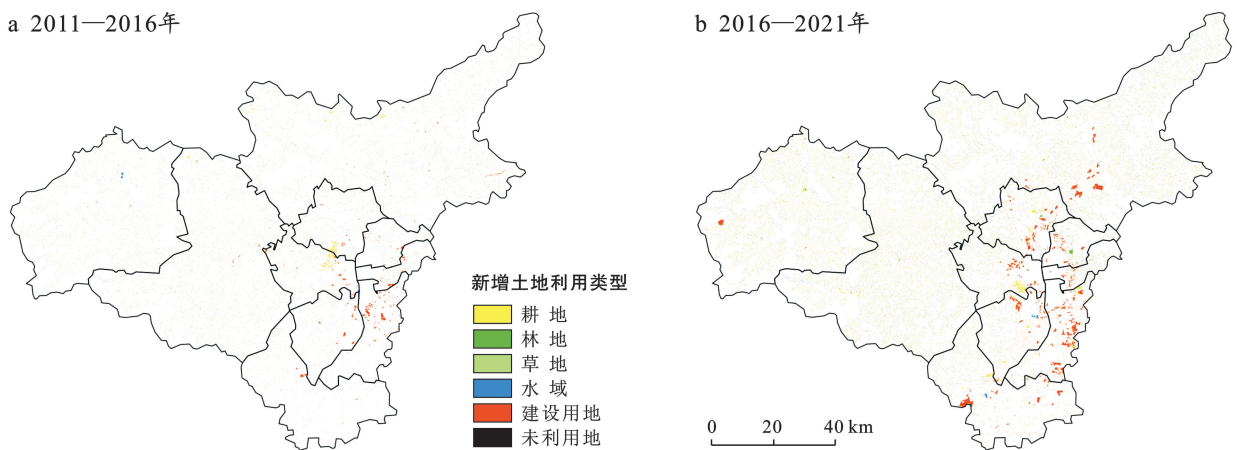 a 2011—2016年
b 2016—2021年
新增土地利用类型
耕 地
林 地
草 地
水 域
建设用地
未利用地
0 20 40 km